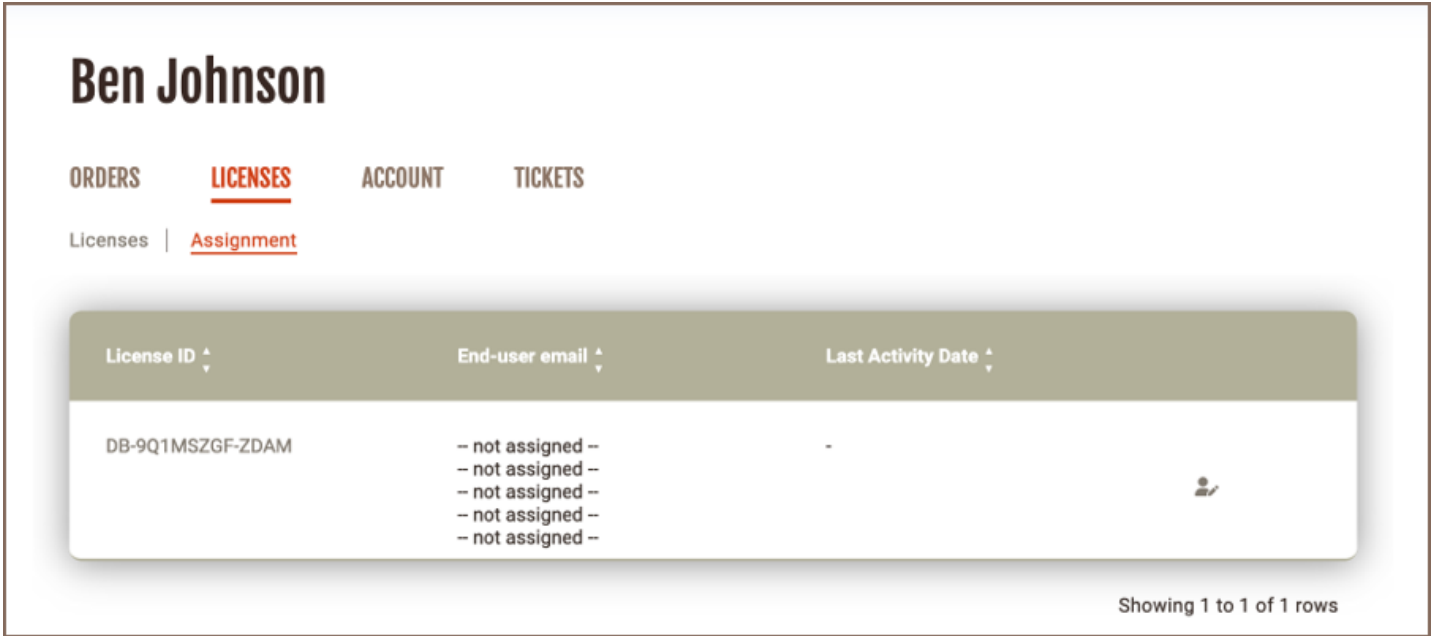 Ben Johnson
ORDERS LICENSES ACCOUNT TICKETS
Licenses | Assignment
License ID End-user email Last Activity Date
DB-9Q1MSZGF-ZDAM -- not assigned -- -
-- not assigned --
-- not assigned --
-- not assigned --
-- not assigned --
Showing 1 to 1 of 1 rows